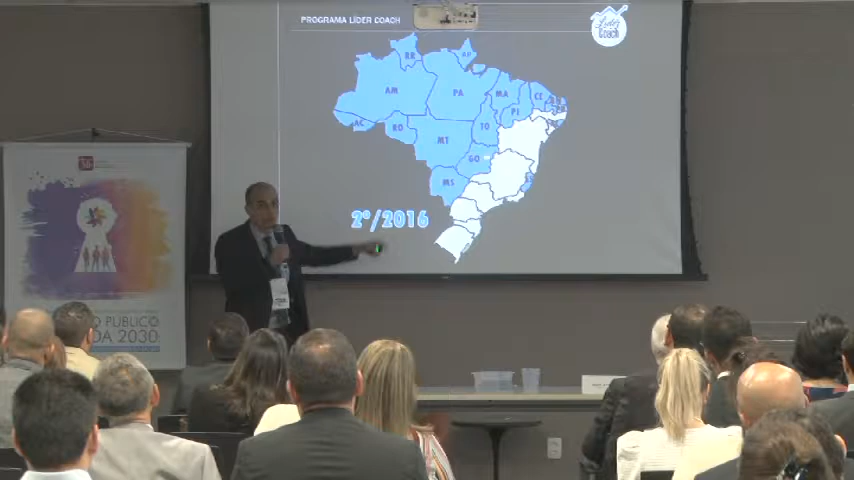 PROGRAMA LÍDER COACH
Líder
Coach
RR
AP
AM
PA
MA
CE
PI
AC
RO
TO
MT
GO
MS
2º/2016
O PÚBLICO
DA 2030: